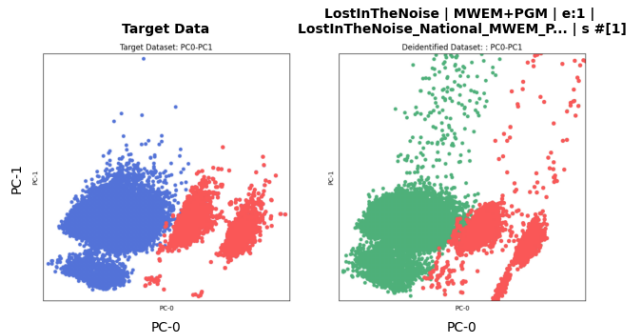 Target Data
LostInTheNoise | MWEM+PGM | e:1 |
LostInTheNoise_National_MWEM_P... | s #[1]
Target Dataset: PC0-PC1
Deidentified Dataset: : PC0-PC1
PC-1
PC-1
PC-1
PC-0
PC-0
PC-0
PC-0